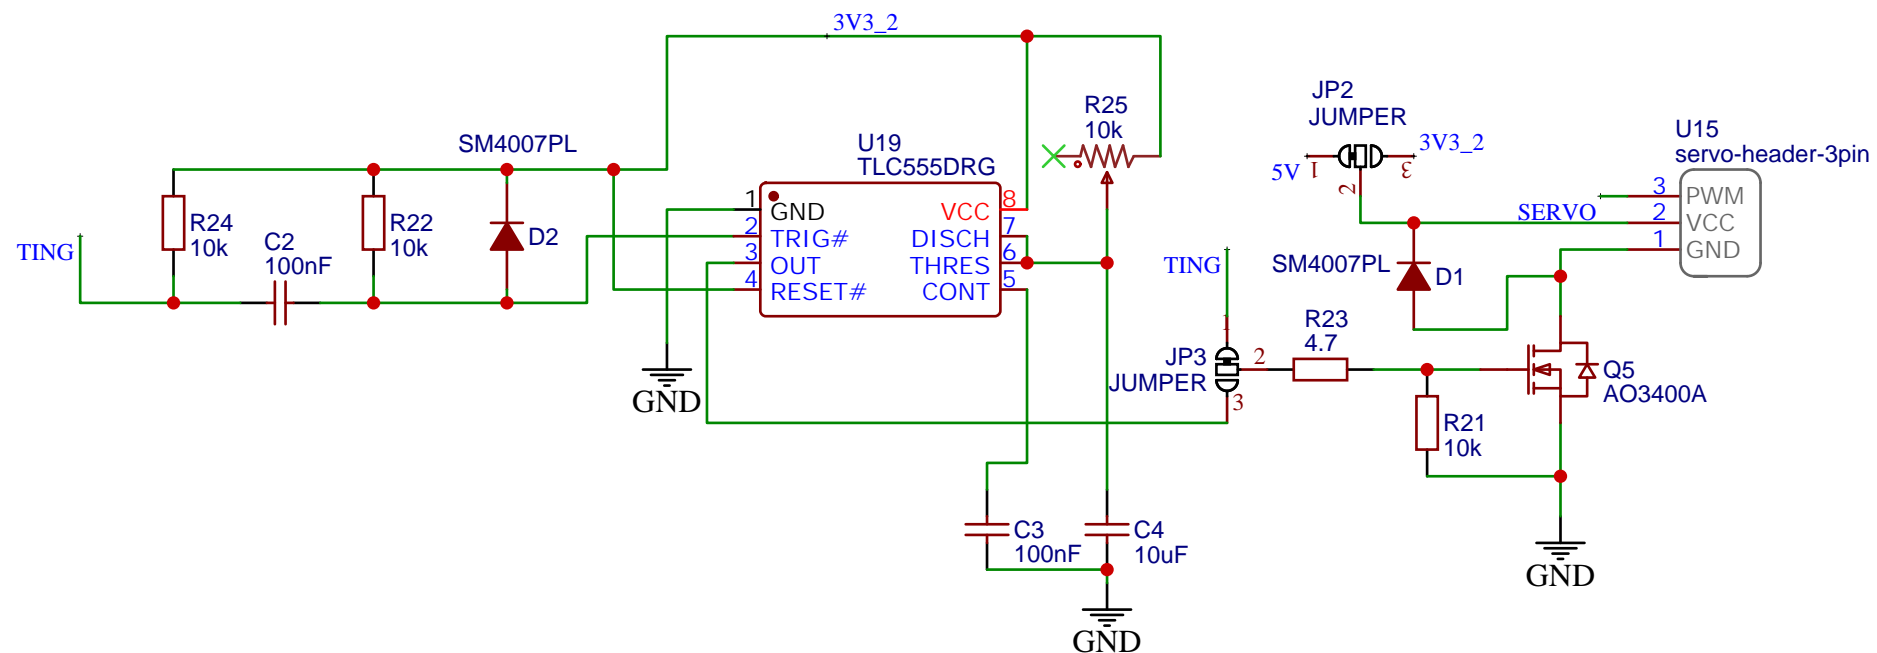 3V3_2
JP2
JUMPER
R25
10k
U15
servo-header-3pin
SM4007PL
U19
TLC555DRG
5V 1 3 3V3_2
2
1 GND VCC 8
2 TRIG# DISCH 7
3 OUT THRES 6
4 RESET# CONT 5
3 PWM
SERVO 2 VCC
1 GND
R24
10k
R22
10k
D2
C2
100nF
TING
TING
SM4007PL
D1
1
R23
4.7
JP3
JUMPER
2
3
Q5
AO3400A
GND
R21
10k
C3
100nF
C4
10uF
GND
GND